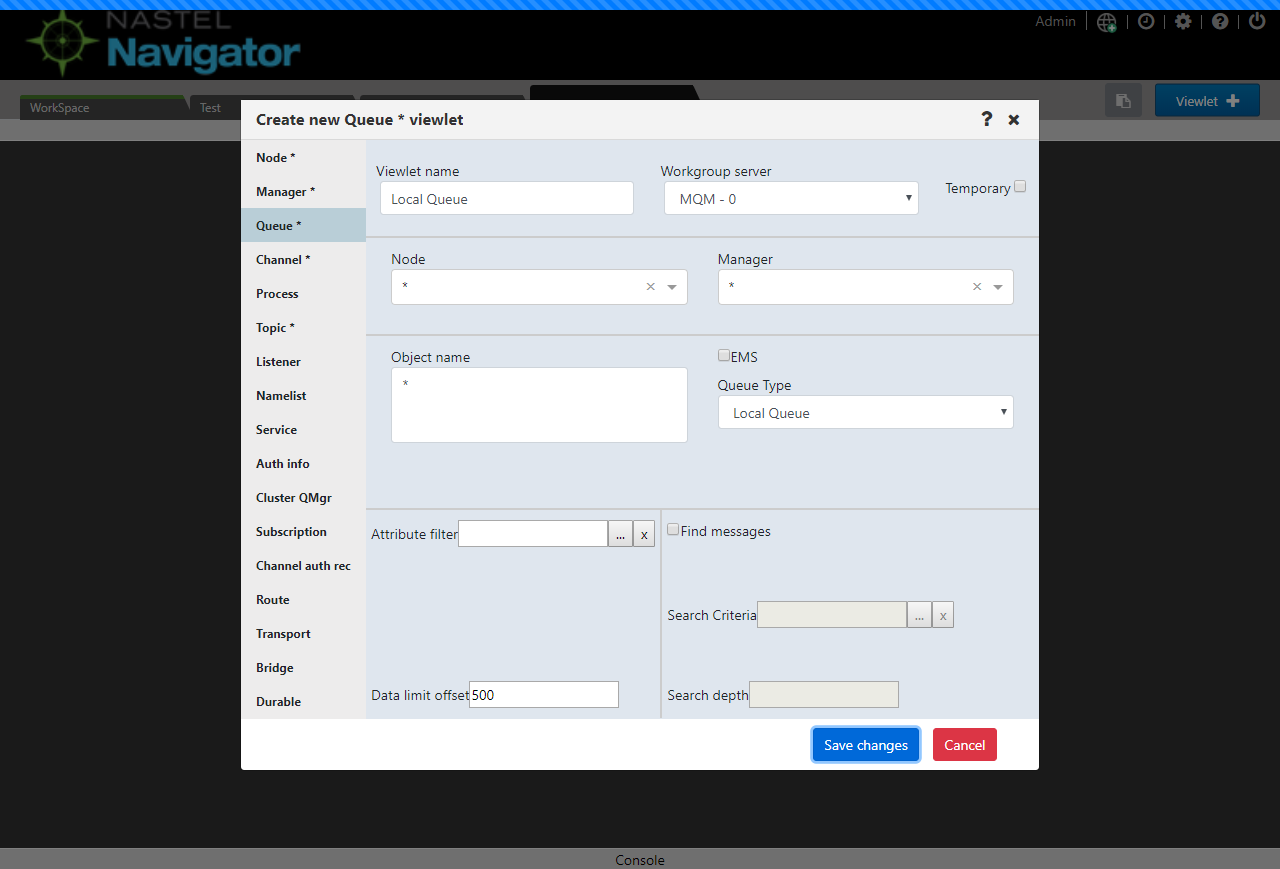 NASTEL
Navigator
Admin
WorkSpace
Test
Viewlet
Create new Queue * viewlet
Node *
Manager *
Queue *
Channel *
Process
Topic *
Listener
Namelist
Service
Auth info
Cluster QMgr
Subscription
Channel auth rec
Route
Transport
Bridge
Durable
Viewlet name
Workgroup server
Local Queue
MQM - 0
Temporary
Node
Manager
*
*
Object name
EMS
*
Queue Type
Local Queue
Attribute filter
...
x
Find messages
Search Criteria
...
x
Data limit offset
500
Search depth
Save changes
Cancel
Console